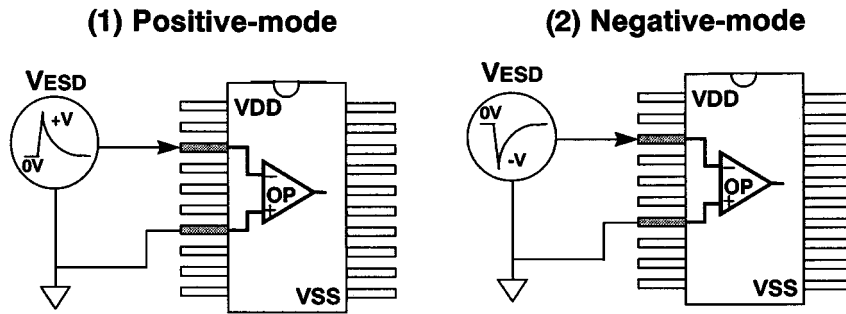 (1) Positive-mode
VESD
+V
0V
VDD
−
OP
+
VSS
(2) Negative-mode
VESD
0V
-V
VDD
−
OP
+
VSS